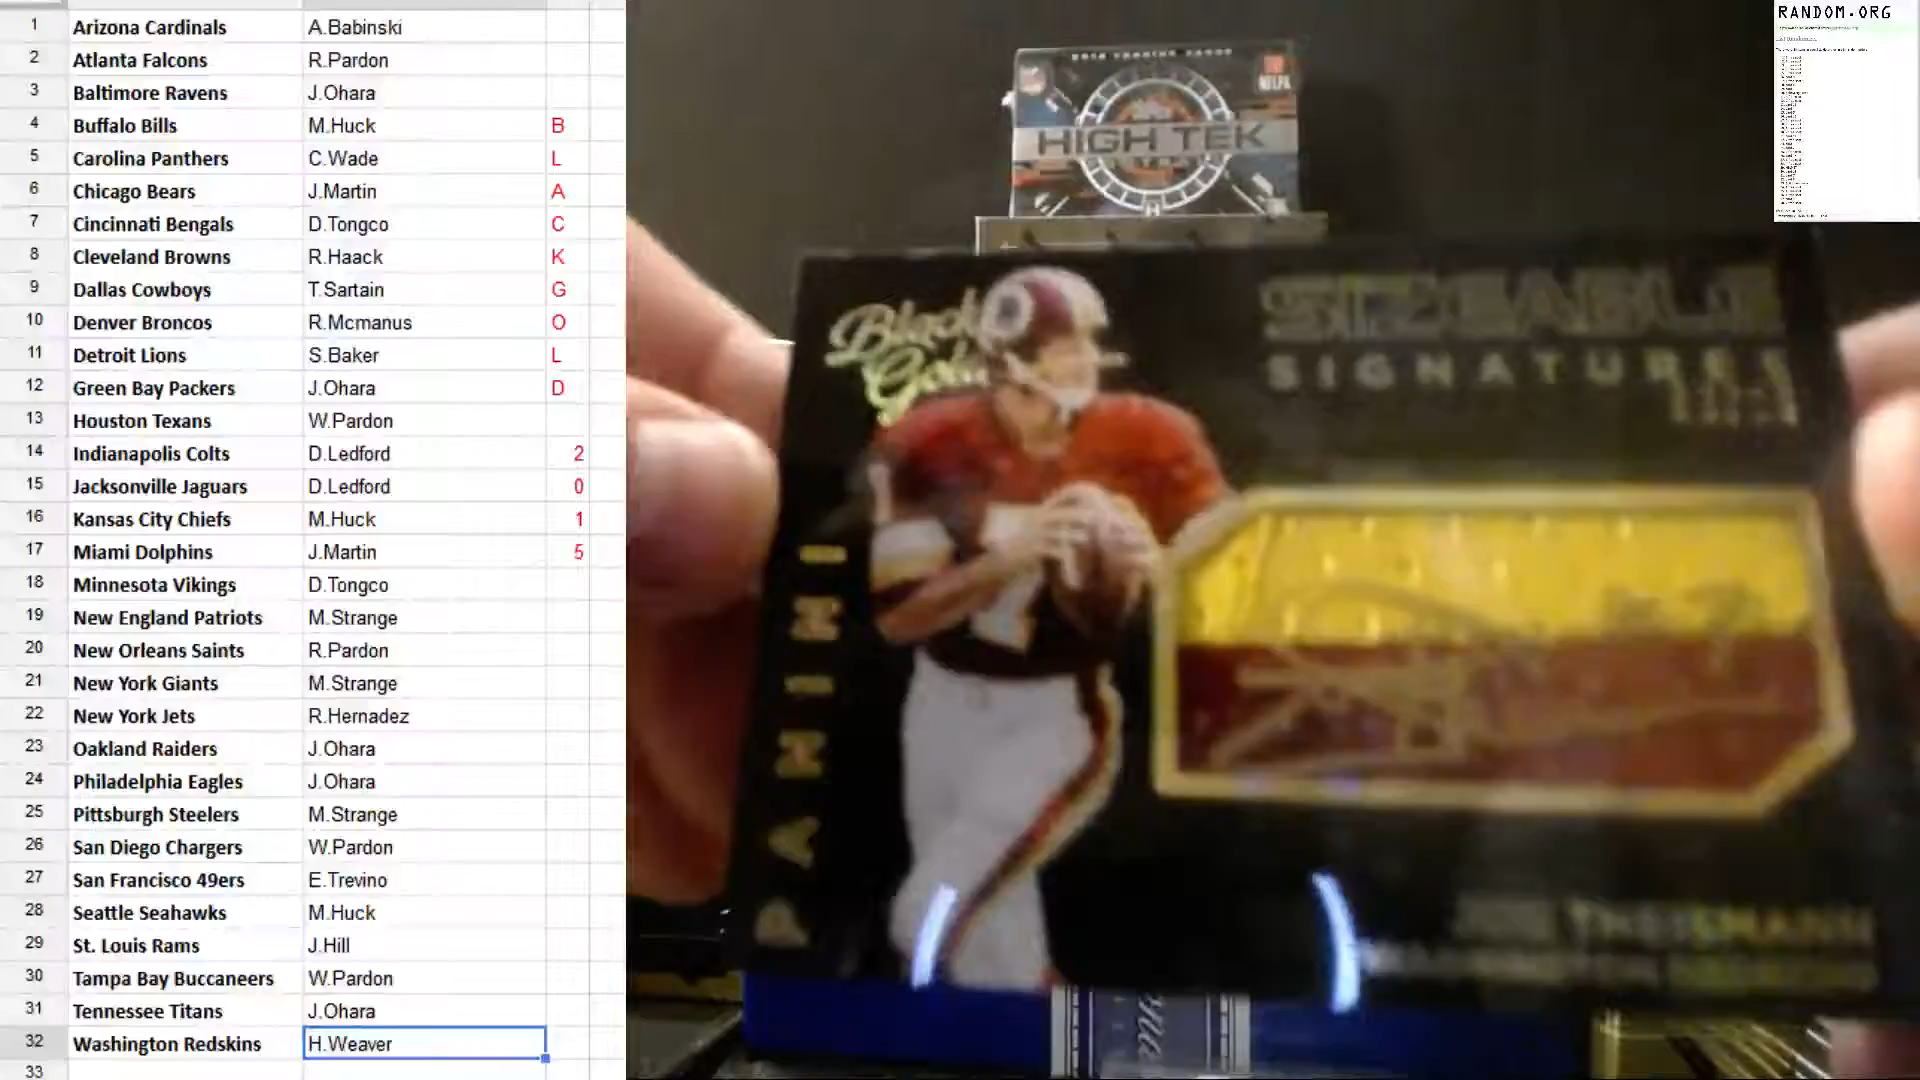 1 Arizona Cardinals A.Babinski
2 Atlanta Falcons R.Pardon
3 Baltimore Ravens J.Ohara
4 Buffalo Bills M.Huck B
5 Carolina Panthers C.Wade L
6 Chicago Bears J.Martin A
7 Cincinnati Bengals D.Tongco C
8 Cleveland Browns R.Haack K
9 Dallas Cowboys T.Sartain G
10 Denver Broncos R.Mcmanus O
11 Detroit Lions S.Baker L
12 Green Bay Packers J.Ohara D
13 Houston Texans W.Pardon
14 Indianapolis Colts D.Ledford 2
15 Jacksonville Jaguars D.Ledford 0
16 Kansas City Chiefs M.Huck 1
17 Miami Dolphins J.Martin 5
18 Minnesota Vikings D.Tongco
19 New England Patriots M.Strange
20 New Orleans Saints R.Pardon
21 New York Giants M.Strange
22 New York Jets R.Hernadez
23 Oakland Raiders J.Ohara
24 Philadelphia Eagles J.Ohara
25 Pittsburgh Steelers M.Strange
26 San Diego Chargers W.Pardon
27 San Francisco 49ers E.Trevino
28 Seattle Seahawks M.Huck
29 St. Louis Rams J.Hill
30 Tampa Bay Buccaneers W.Pardon
31 Tennessee Titans J.Ohara
32 Washington Redskins H.Weaver
33
RANDOM.ORG
NFLPA
HIGH TEK
Black Gold
SIZEABLE
SIGNATURES
PANINI
7
JOE THEISMANN
WASHINGTON REDSKINS